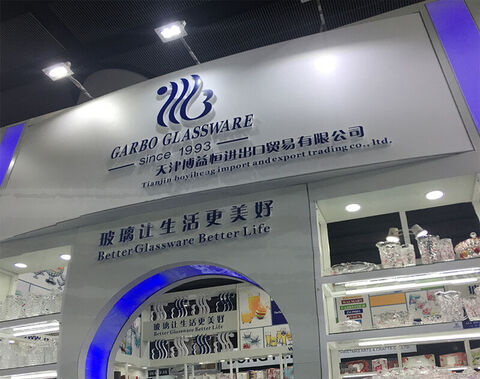 GARBO GLASSWARE
since 1993
天津博益恒进出口贸易有限公司
Tianjin boyiheag import and export trading co., ltd.
玻璃让生活更美好
Better Glassware Better Life
玻璃让生活更美好
Better Glassware Better Life